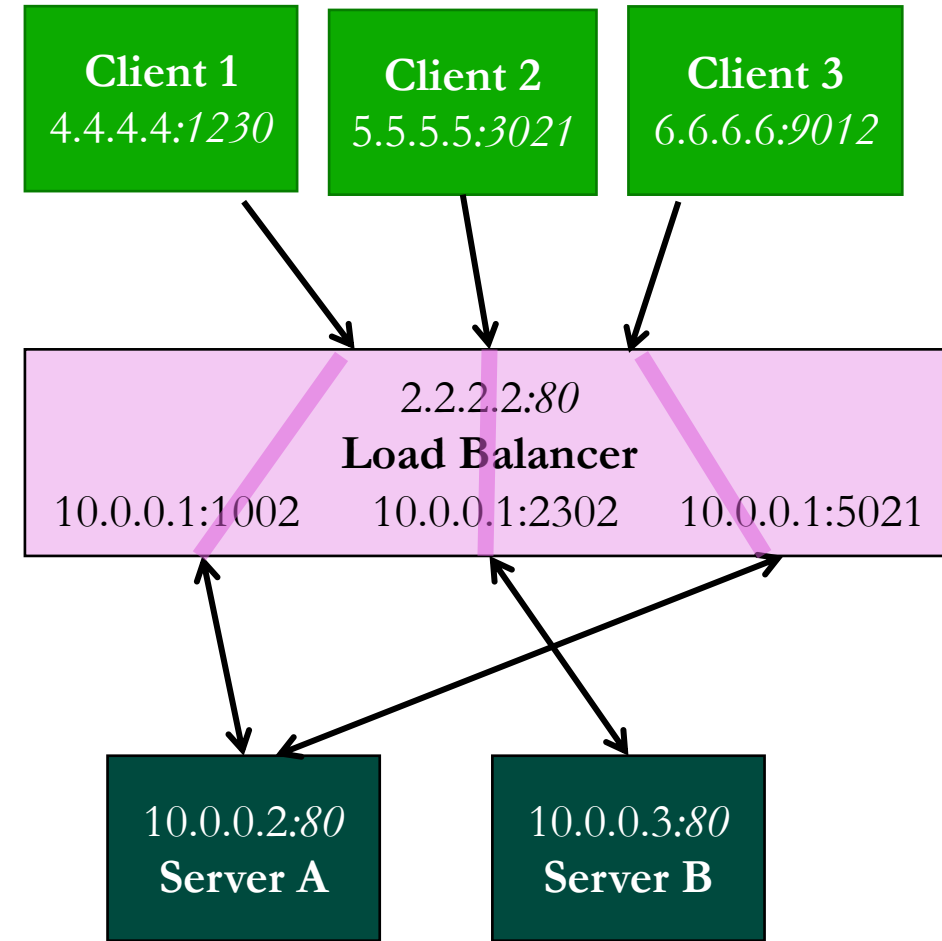 Client 1
4.4.4.4:1230
Client 2
5.5.5.5:3021
Client 3
6.6.6.6:9012
2.2.2.2:80
Load Balancer
10.0.0.1:1002
10.0.0.1:2302
10.0.0.1:5021
10.0.0.2:80
Server A
10.0.0.3:80
Server B